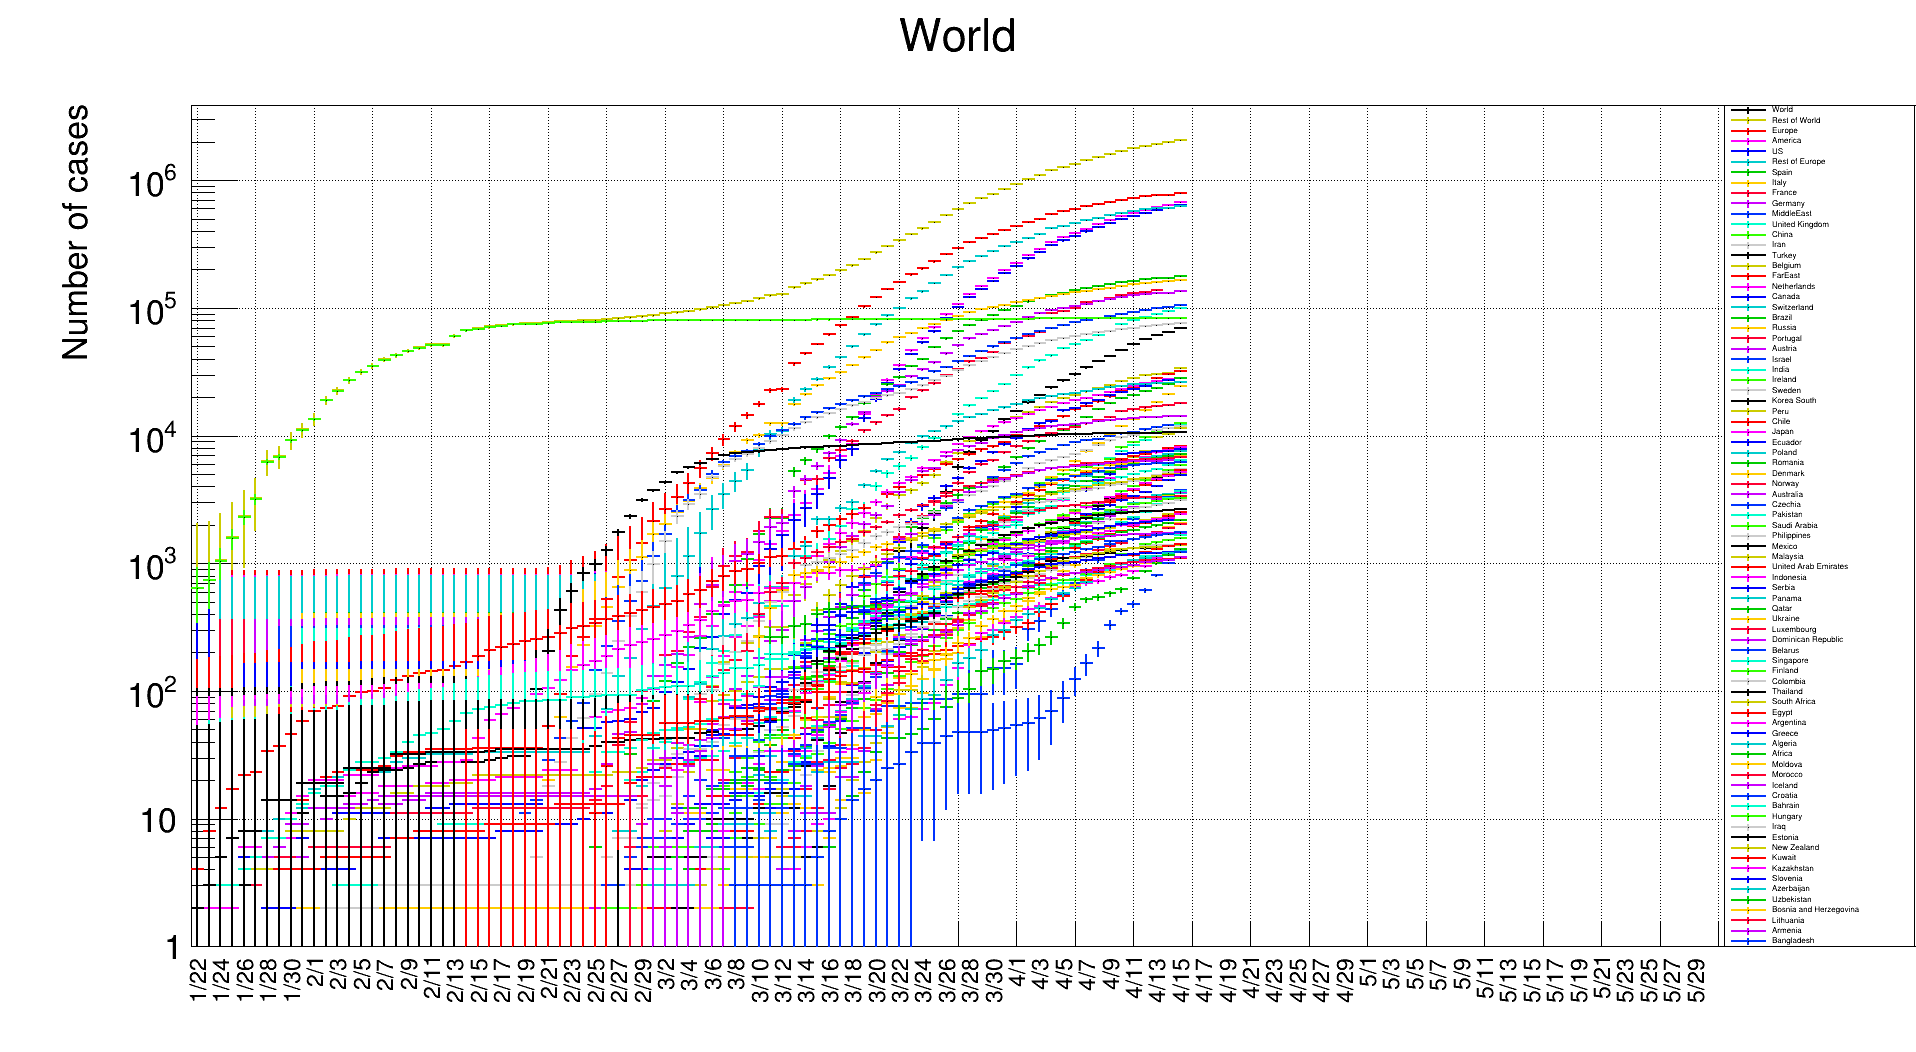 World
Number of cases
10^6
10^5
10^4
10^3
10^2
10
1
1/22
1/24
1/26
1/28
1/30
2/1
2/3
2/5
2/7
2/9
2/11
2/13
2/15
2/17
2/19
2/21
2/23
2/25
2/27
2/29
3/2
3/4
3/6
3/8
3/10
3/12
3/14
3/16
3/18
3/20
3/22
3/24
3/26
3/28
3/30
4/1
4/3
4/5
4/7
4/9
4/11
4/13
4/15
4/17
4/21
4/23
4/25
4/27
4/29
5/1
5/3
5/5
5/7
5/9
5/11
5/13
5/15
5/17
5/19
5/21
5/23
5/25
5/27
5/29
World
Rest of World
Europe
America
US
Rest of Europe
Spain
Italy
France
Germany
MiddleEast
United Kingdom
China
Iran
Turkey
Belgium
FarEast
Netherlands
Canada
Switzerland
Brazil
Russia
Portugal
Austria
Israel
India
Ireland
Sweden
Korea South
Peru
Chile
Japan
Ecuador
Poland
Romania
Denmark
Norway
Australia
Czechia
Pakistan
Saudi Arabia
Philippines
Mexico
Malaysia
United Arab Emirates
Indonesia
Serbia
Panama
Qatar
Ukraine
Luxembourg
Dominican Republic
Belarus
Singapore
Finland
Colombia
Thailand
South Africa
Egypt
Argentina
Greece
Algeria
Africa
Moldova
Morocco
Iceland
Croatia
Bahrain
Hungary
Iraq
Estonia
New Zealand
Kuwait
Kazakhstan
Slovenia
Azerbaijan
Uzbekistan
Bosnia and Herzegovina
Lithuania
Armenia
Bangladesh